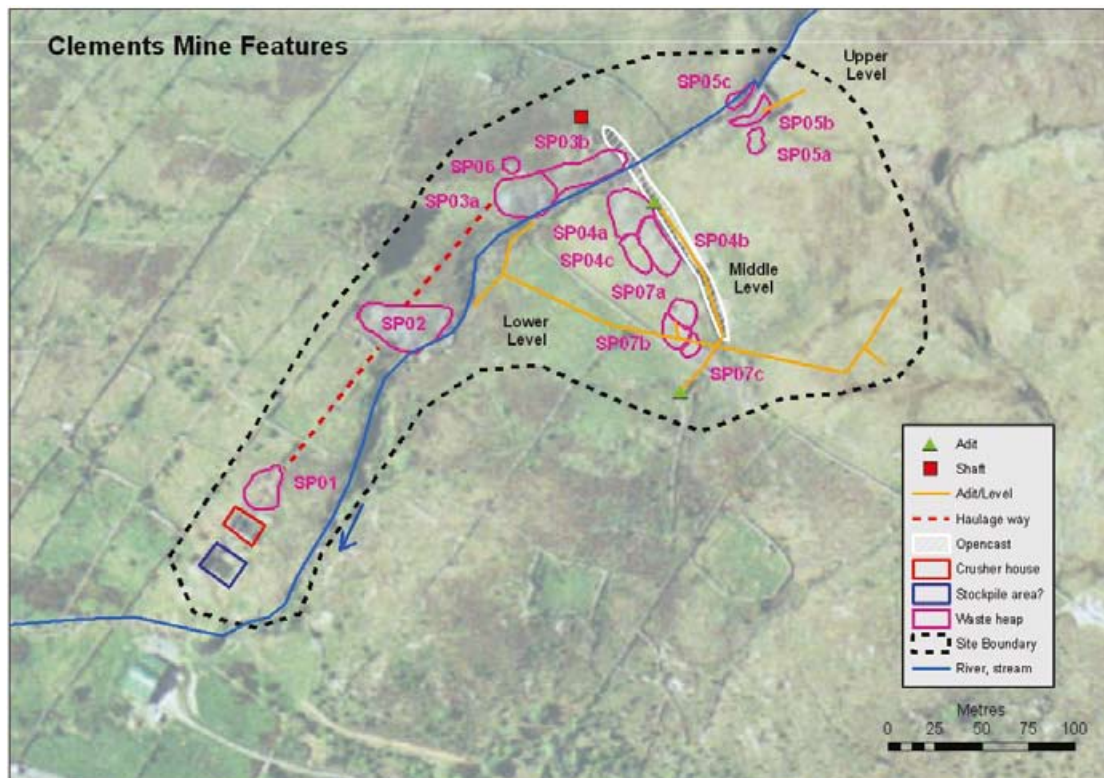 Clements Mine Features
Upper
Level
SP05c
SP05b
SP05a
SP03b
SP06
SP03a
SP04a
SP04b
SP04c
Middle
Level
SP07a
SP02
Lower
Level
SP07b
SP07c
SP01
Adit
Shaft
Adit/Level
Haulage way
Opencast
Crusher house
Stockpile area?
Waste heap
Site Boundary
River, stream
Metres
0 25 50 75 100